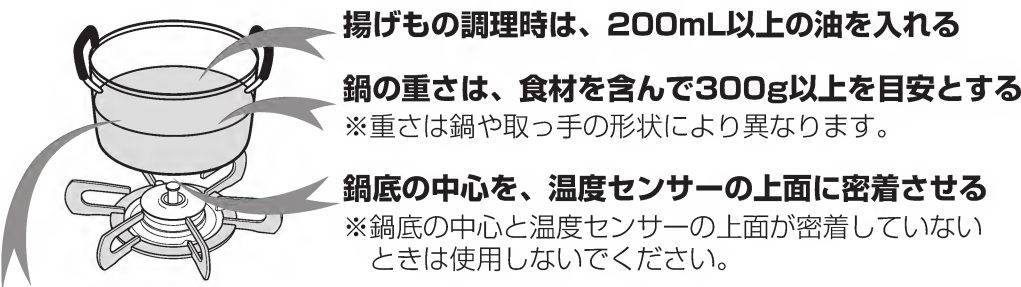 揚げもの調理時は、200mL以上の油を入れる
鍋の重さは、食材を含んで300g以上を目安とする
※重さは鍋や取っ手の形状により異なります。
鍋底の中心を、温度センサーの上面に密着させる
※鍋底の中心と温度センサーの上面が密着していない
ときは使用しないでください。